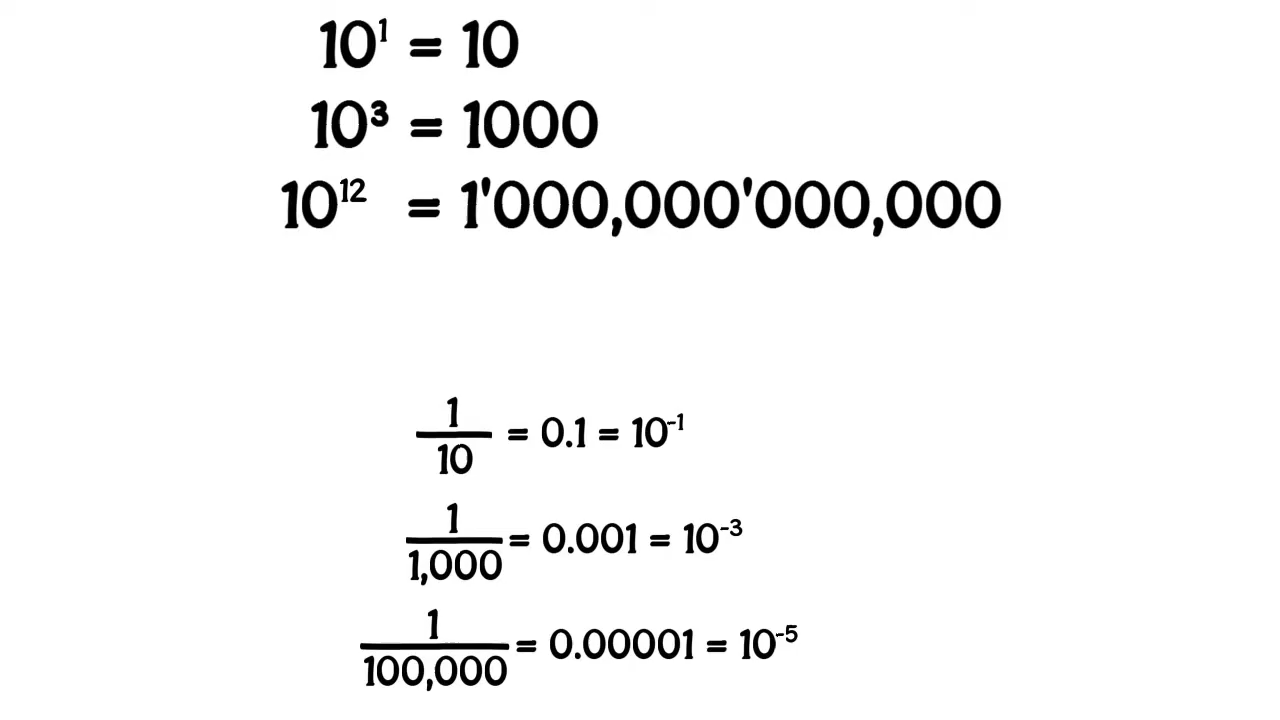 10¹ = 10
10³ = 1000
10¹² = 1'000,000'000,000
1/10 = 0.1 = 10⁻¹
1/1,000 = 0.001 = 10⁻³
1/100,000 = 0.00001 = 10⁻⁵